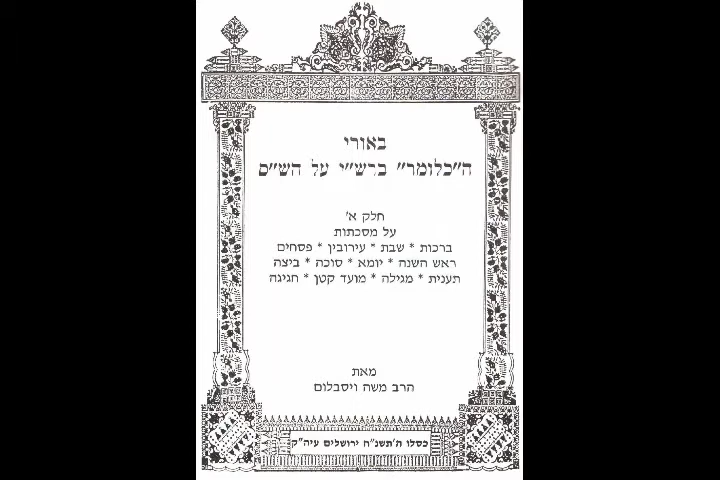 באורי
ה״כלומר״ ברש״י על הש״ס
חלק א׳
על מסכתות
ברכות * שבת * עירובין * פסחים
ראש השנה * יומא * סוכה * ביצה
תענית * מגילה * מועד קטן * חגיגה
מאת
הרב משה ויסבלום
כסלו ה׳תשנ״ח ירושלים עיה״ק